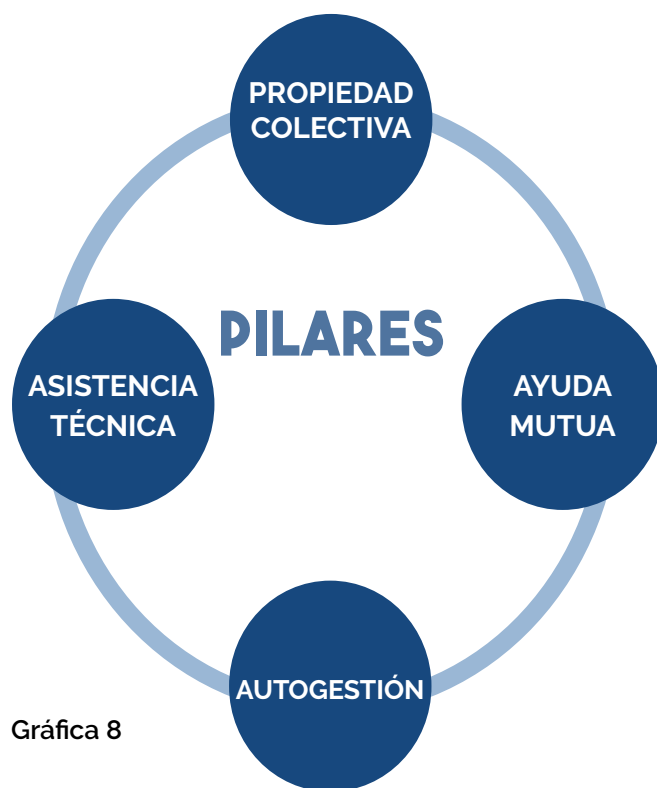 PROPIEDAD
COLECTIVA
PILARES
ASISTENCIA
TÉCNICA
AYUDA
MUTUA
AUTOGESTIÓN
Gráfica 8